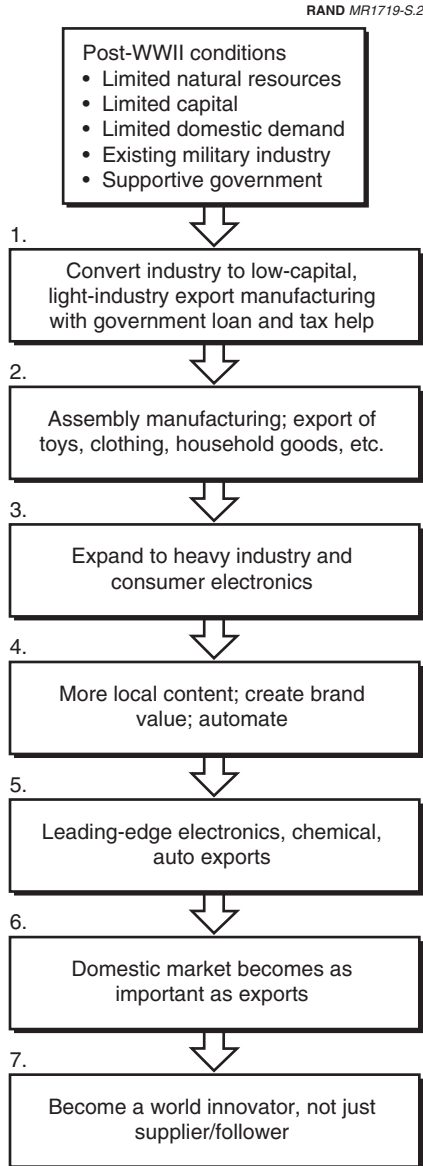 RAND MR1719-S.2
Post-WWII conditions
• Limited natural resources
• Limited capital
• Limited domestic demand
• Existing military industry
• Supportive government
1.
Convert industry to low-capital,
light-industry export manufacturing
with government loan and tax help
2.
Assembly manufacturing; export of
toys, clothing, household goods, etc.
3.
Expand to heavy industry and
consumer electronics
4.
More local content; create brand
value; automate
5.
Leading-edge electronics, chemical,
auto exports
6.
Domestic market becomes as
important as exports
7.
Become a world innovator, not just
supplier/follower